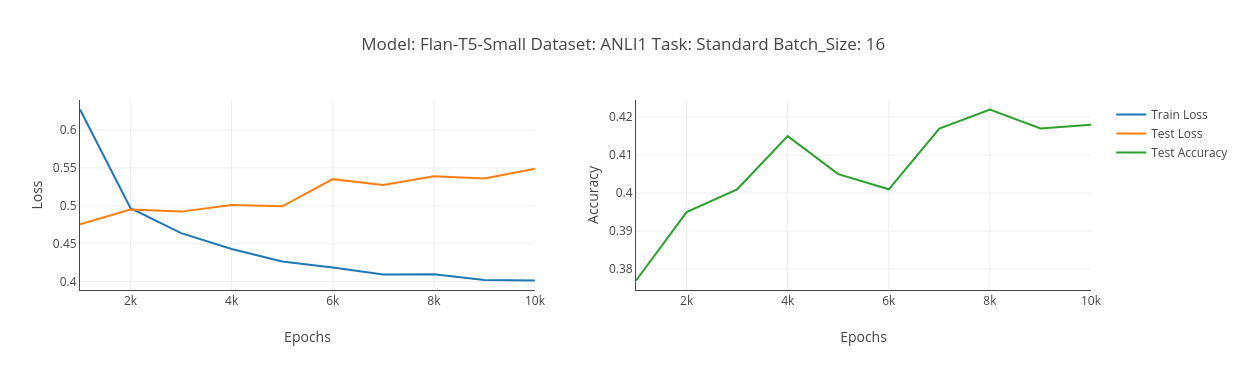 Model: Flan-T5-Small Dataset: ANLI1 Task: Standard Batch_Size: 16
Loss
0.6
0.55
0.5
0.45
0.4
2k
4k
6k
8k
10k
Epochs
Accuracy
0.42
0.41
0.4
0.39
0.38
2k
4k
6k
8k
10k
Epochs
Train Loss
Test Loss
Test Accuracy